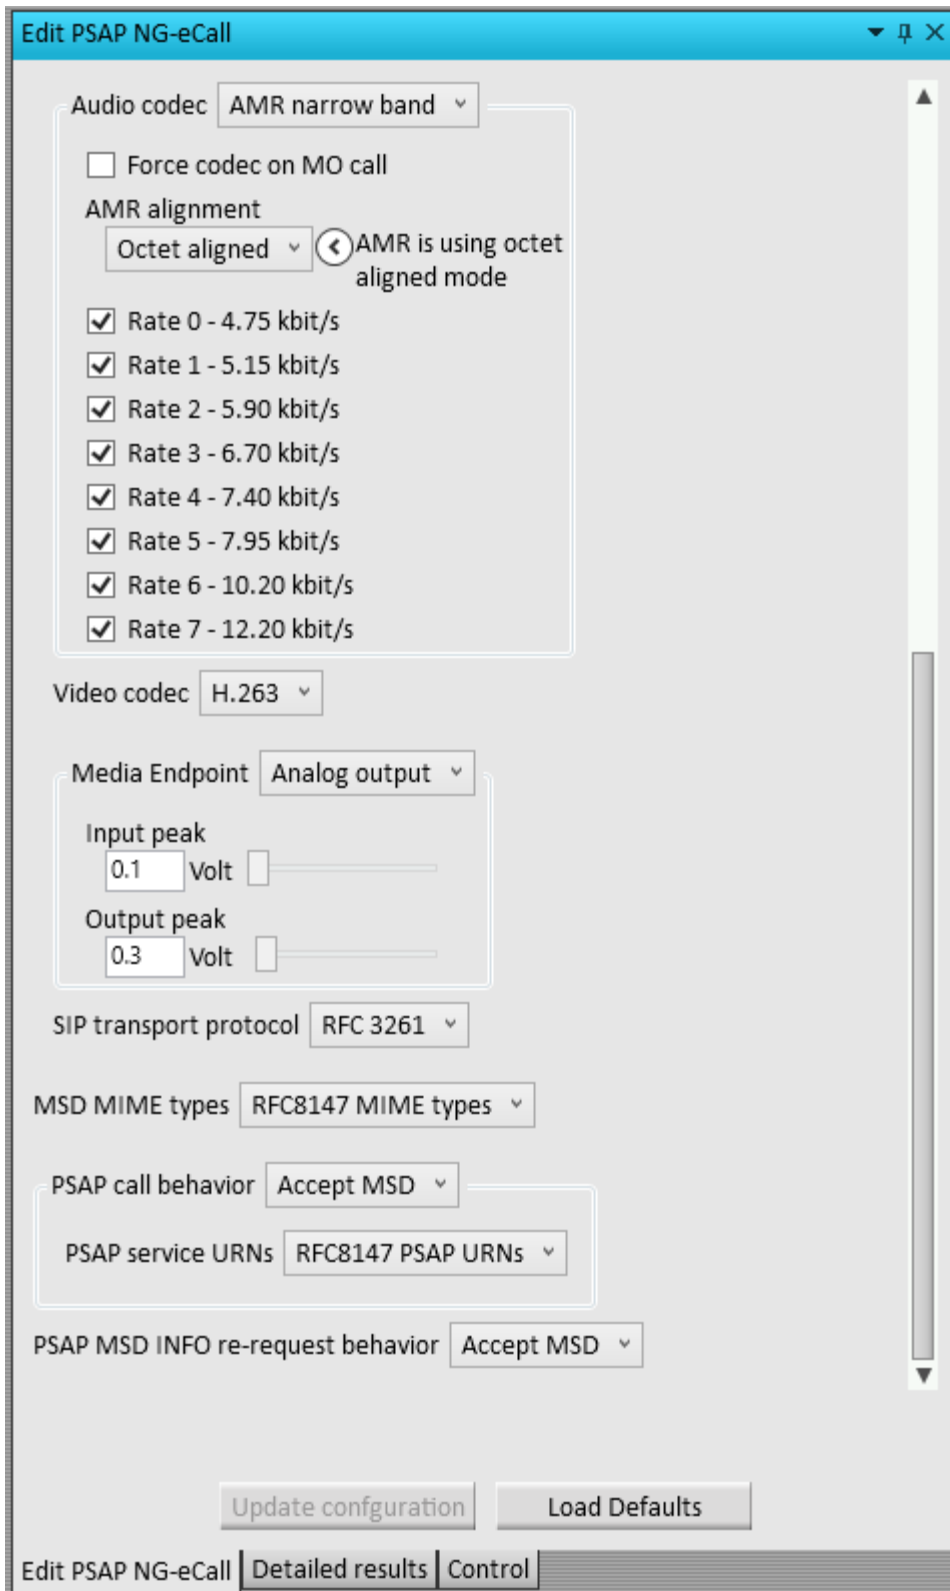 Edit PSAP NG-eCall
Audio codec AMR narrow band
Force codec on MO call
AMR alignment
Octet aligned AMR is using octet
aligned mode
Rate 0 - 4.75 kbit/s
Rate 1 - 5.15 kbit/s
Rate 2 - 5.90 kbit/s
Rate 3 - 6.70 kbit/s
Rate 4 - 7.40 kbit/s
Rate 5 - 7.95 kbit/s
Rate 6 - 10.20 kbit/s
Rate 7 - 12.20 kbit/s
Video codec H.263
Media Endpoint Analog output
Input peak
0.1 Volt
Output peak
0.3 Volt
SIP transport protocol RFC 3261
MSD MIME types RFC8147 MIME types
PSAP call behavior Accept MSD
PSAP service URNs RFC8147 PSAP URNs
PSAP MSD INFO re-request behavior Accept MSD
Update confguration Load Defaults
Edit PSAP NG-eCall Detailed results Control